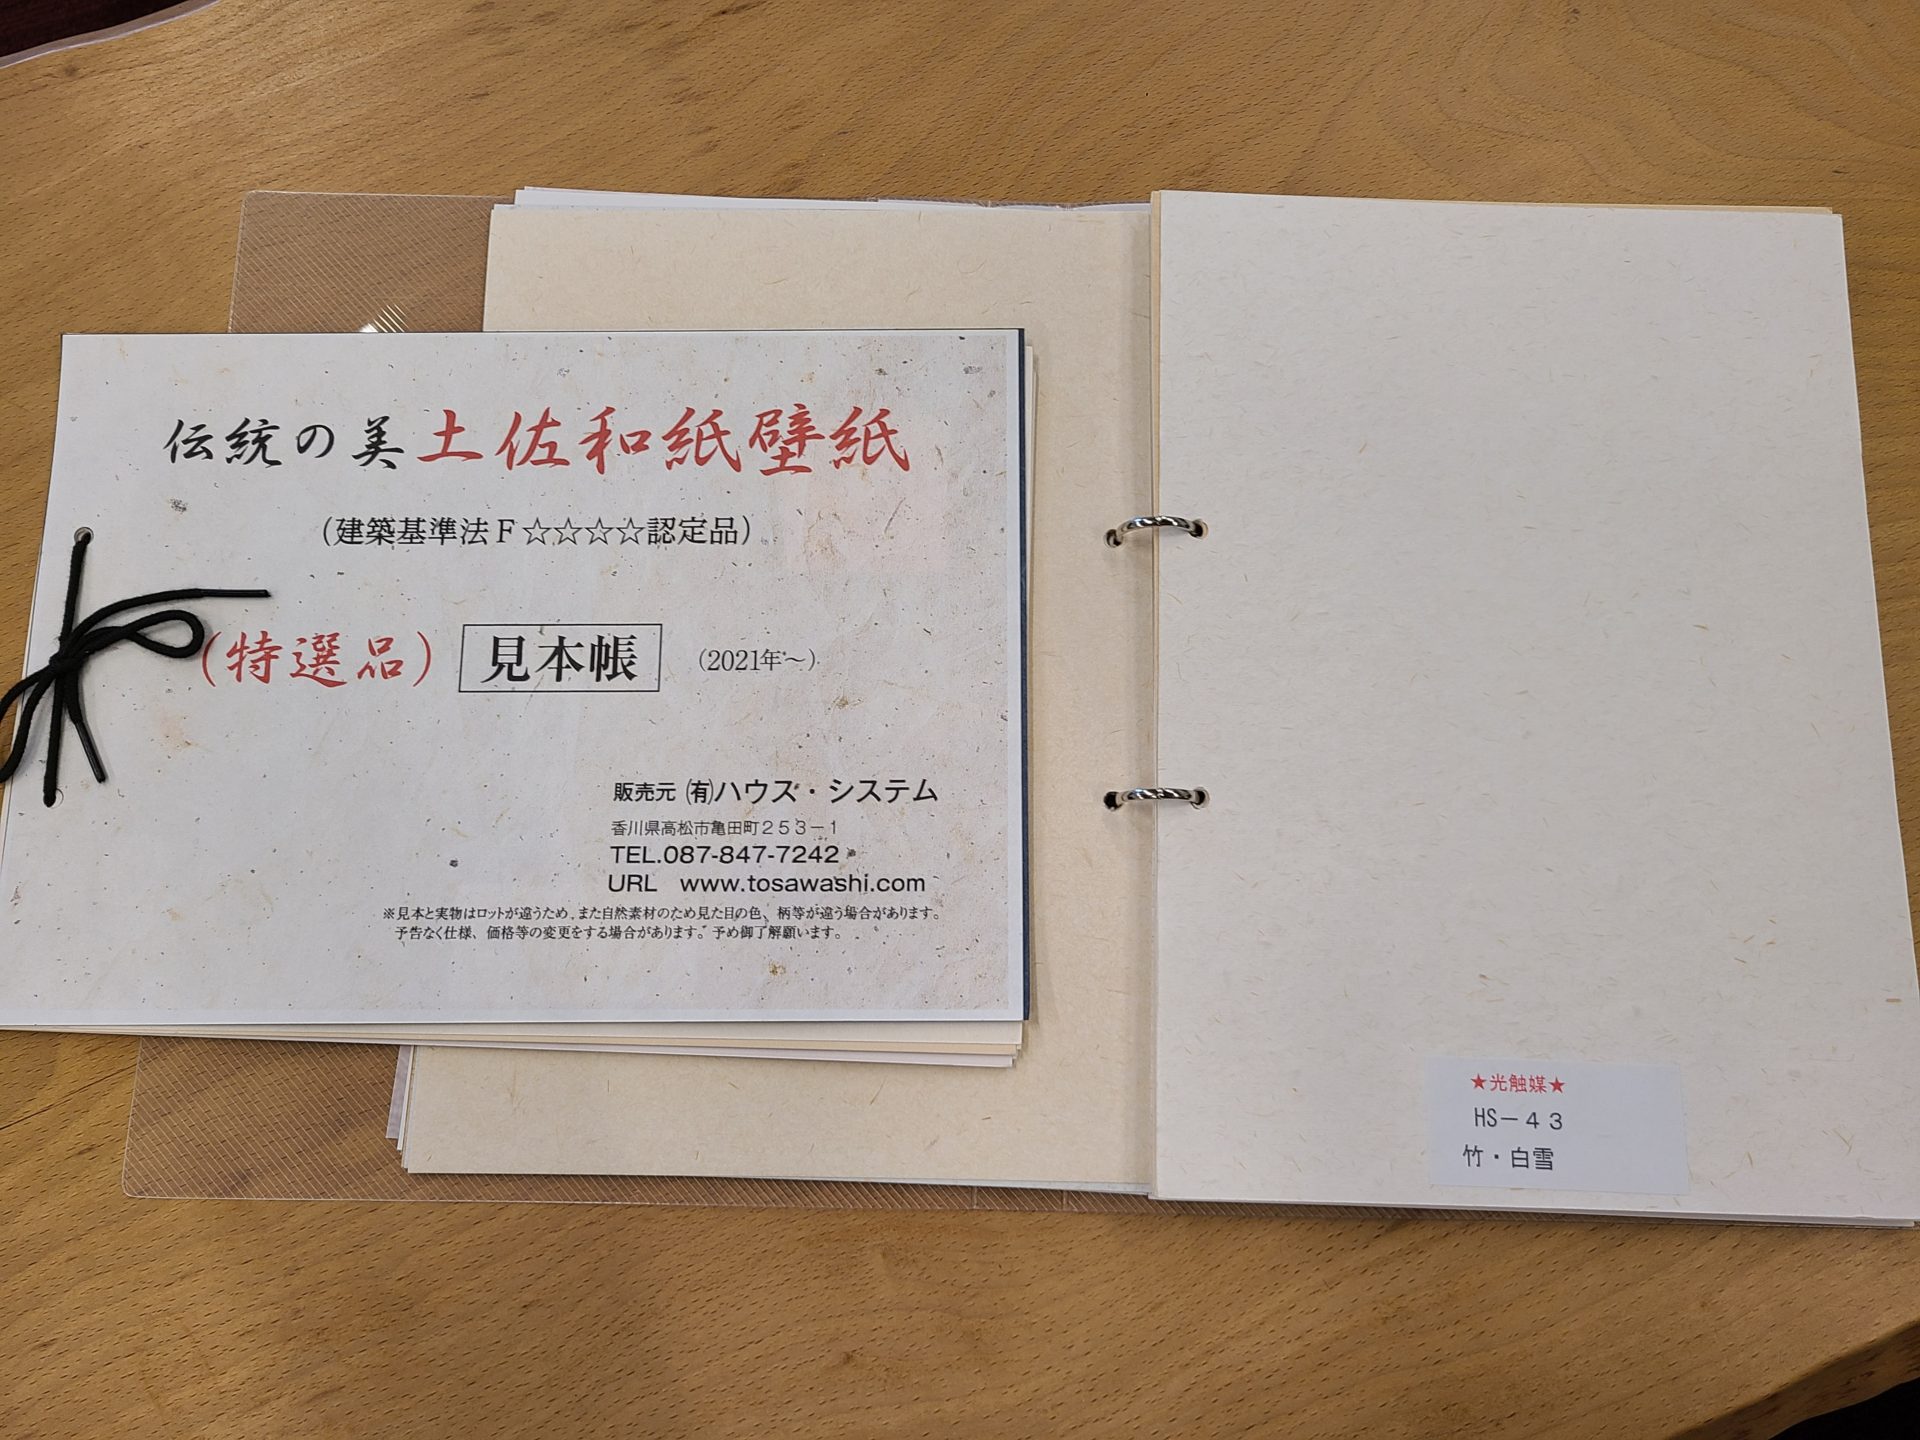 伝統の美土佐和紙壁紙
（建築基準法Ｆ☆☆☆☆認定品）
（特選品） 見本帳 （2021年～）
販売元 ㈲ハウス・システム
香川県高松市亀田町２５３－１
TEL.087-847-7242
URL www.tosawashi.com
※見本と実物はロットが違うため、また自然素材のため見た目の色、柄等が違う場合があります。
予告なく仕様、価格等の変更をする場合があります。予め御了解願います。
★光触媒★
HS－４３
竹・白雪